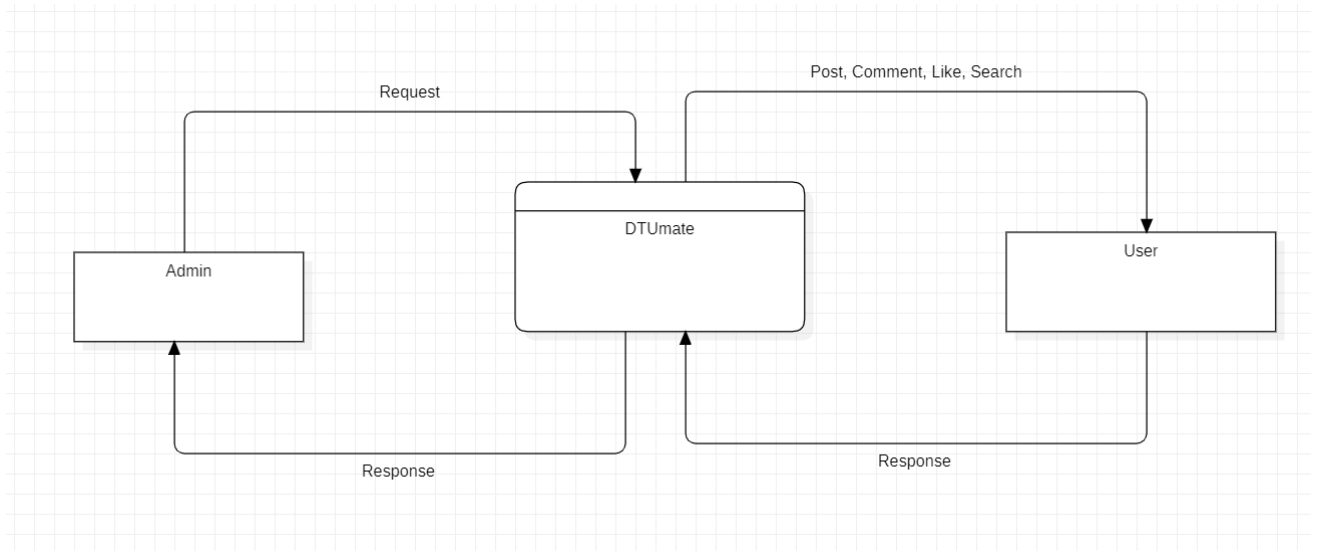 Post, Comment, Like, Search
Request
DTUmate
User
Admin
Response
Response